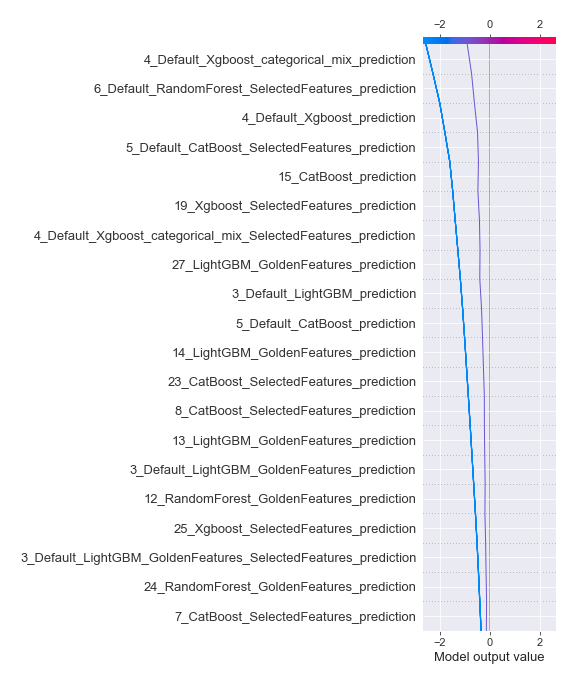 −2 0 2
4_Default_Xgboost_categorical_mix_prediction
6_Default_RandomForest_SelectedFeatures_prediction
4_Default_Xgboost_prediction
5_Default_CatBoost_SelectedFeatures_prediction
15_CatBoost_prediction
19_Xgboost_SelectedFeatures_prediction
4_Default_Xgboost_categorical_mix_SelectedFeatures_prediction
27_LightGBM_GoldenFeatures_prediction
3_Default_LightGBM_prediction
5_Default_CatBoost_prediction
14_LightGBM_GoldenFeatures_prediction
23_CatBoost_SelectedFeatures_prediction
8_CatBoost_SelectedFeatures_prediction
13_LightGBM_GoldenFeatures_prediction
3_Default_LightGBM_GoldenFeatures_prediction
12_RandomForest_GoldenFeatures_prediction
25_Xgboost_SelectedFeatures_prediction
3_Default_LightGBM_GoldenFeatures_SelectedFeatures_prediction
24_RandomForest_GoldenFeatures_prediction
7_CatBoost_SelectedFeatures_prediction
−2 0 2
Model output value